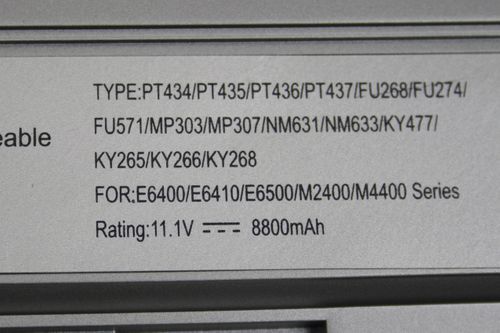 TYPE:PT434/PT435/PT436/PT437/FU268/FU274/
eable FU571/MP303/MP307/NM631/NM633/KY477/
KY265/KY266/KY268
FOR:E6400/E6410/E6500/M2400/M4400 Series
Rating:11.1V ⎓ 8800mAh